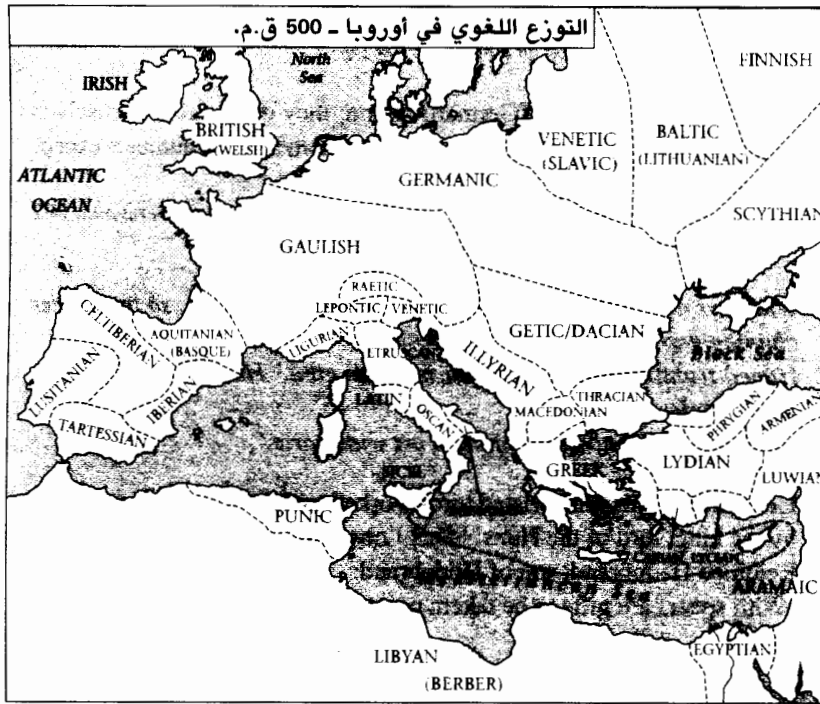 التوزع اللغوي في أوروبا ـ 500 ق.م.
North
Sea
FINNISH
IRISH
BRITISH
(WELSH)
VENETIC
(SLAVIC)
BALTIC
(LITHUANIAN)
ATLANTIC
OCEAN
GERMANIC
SCYTHIAN
GAULISH
RAETIC
LEPONTIC
VENETIC
CELTIBERIAN
AQUITANIAN
(BASQUE)
LIGURIAN
ETRUSCAN
ILLYRIAN
GETIC/DACIAN
Black Sea
LUSITANIAN
IBERIAN
LATIN
OSCAN
MACEDONIAN
THRACIAN
PHRYGIAN
ARMENIAN
TARTESSIAN
GREEK
LYDIAN
LUWIAN
PUNIC
Mediterranean Sea
ARAMAIC
LIBYAN
(BERBER)
EGYPTIAN